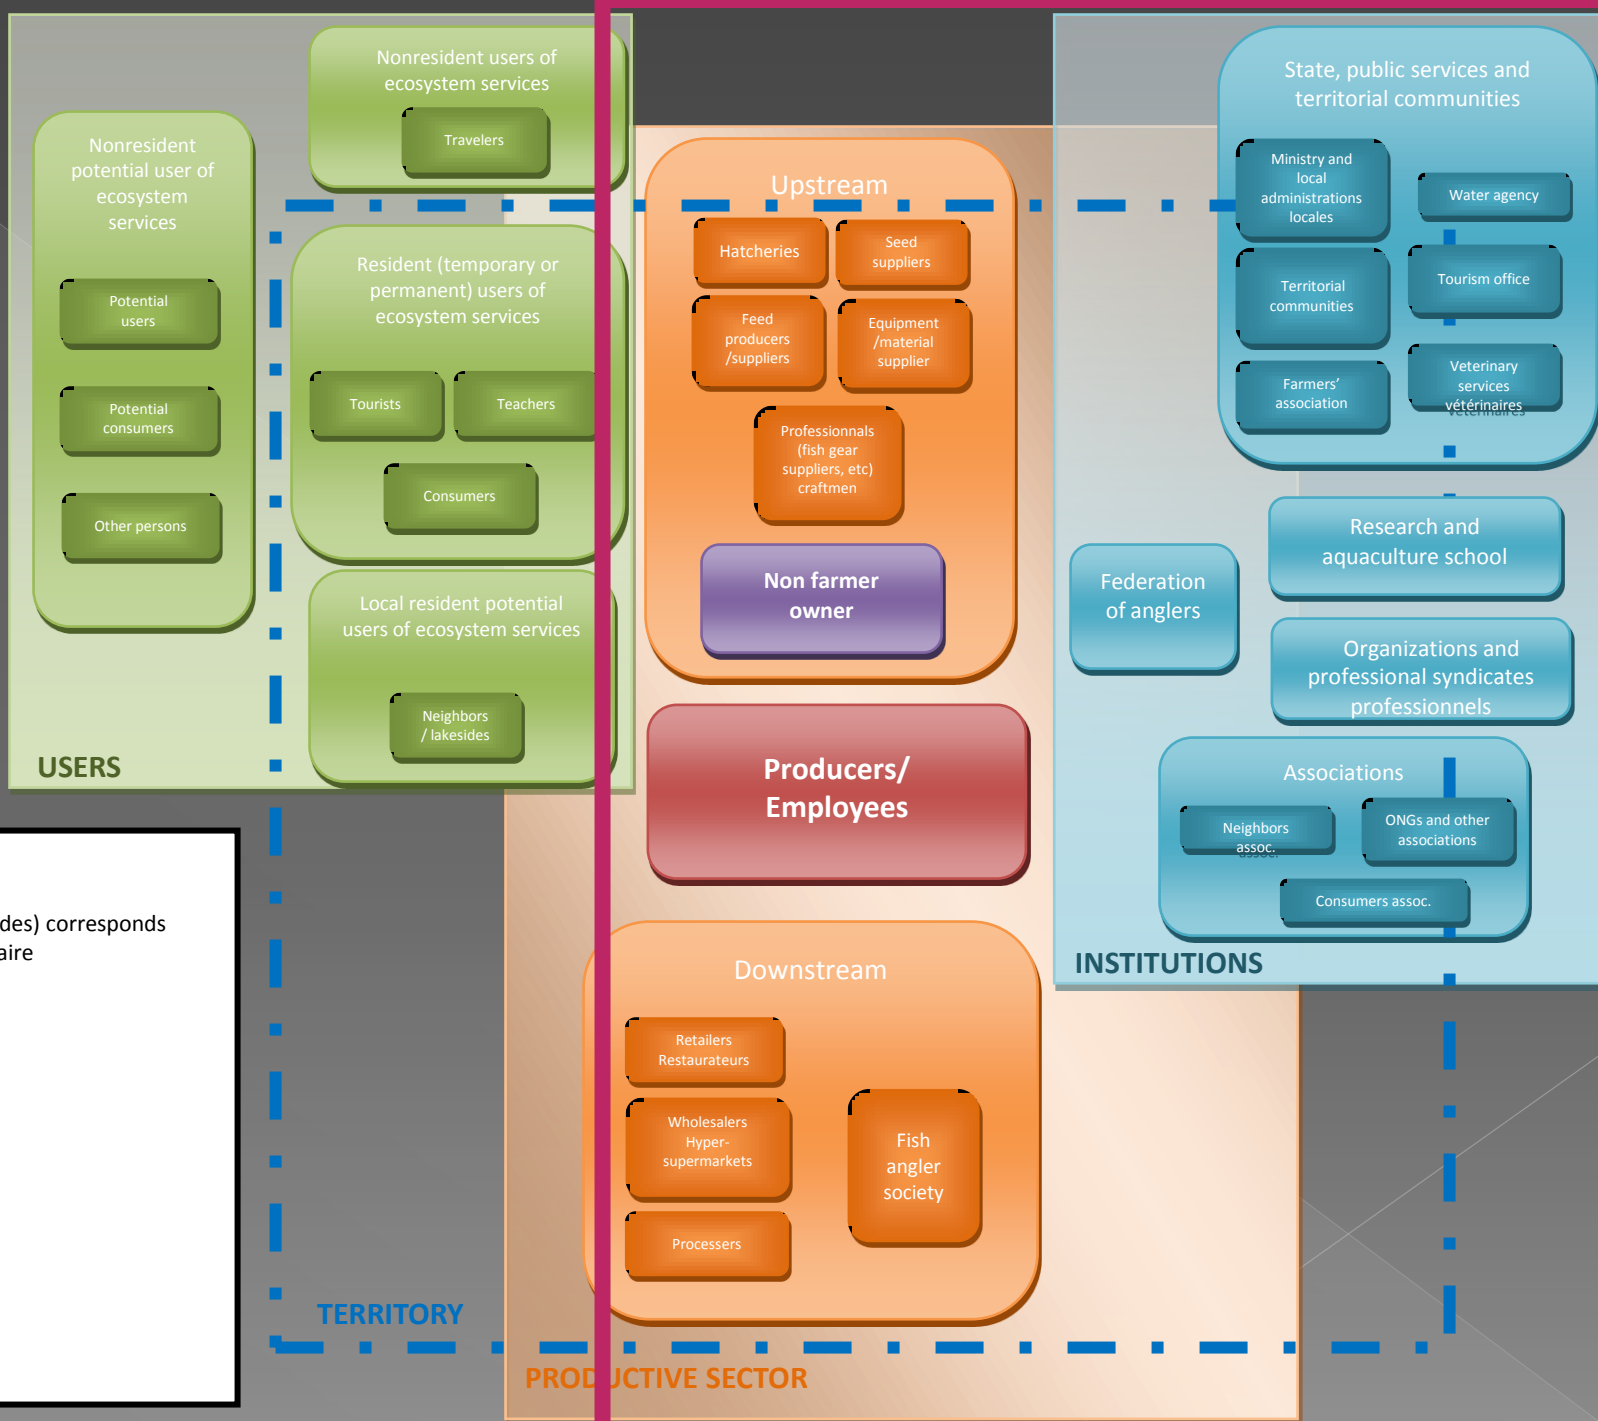 Nonresident users of
ecosystem services
Travelers
Nonresident
potential user of
ecosystem
services
Potential
users
Potential
consumers
Other persons
Resident (temporary or
permanent) users of
ecosystem services
Tourists
Teachers
Consumers
Local resident potential
users of ecosystem services
Neighbors
/ lakesides
USERS
Upstream
Hatcheries
Seed
suppliers
Feed
producers
/suppliers
Equipment
/material
supplier
Professionnals
(fish gear
suppliers, etc)
craftmen
Non farmer
owner
Producers/
Employees
Downstream
Retailers
Restaurateurs
Wholesalers
Hyper-
supermarkets
Processers
Fish
angler
society
State, public services and
territorial communities
Ministry and
local
administrations
locales
Water agency
Territorial
communities
Tourism office
Farmers'
association
Veterinary
services
vétérinaires
Research and
aquaculture school
Federation
of anglers
Organizations and
professional syndicates
professionnels
Associations
Neighbors
assoc.
ONGs and other
associations
Consumers assoc.
INSTITUTIONS
des) corresponds
aire
TERRITORY
PRODUCTIVE SECTOR